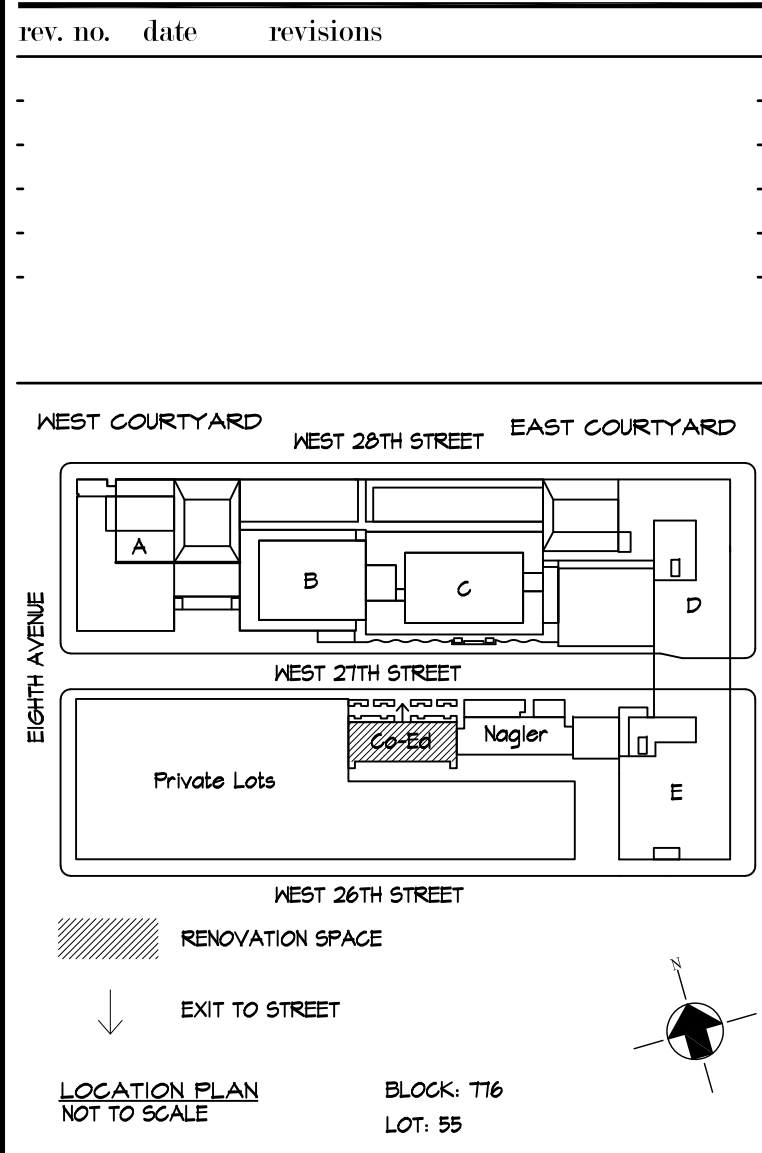 rev. no. date revisions
WEST COURTYARD
WEST 28TH STREET
EAST COURTYARD
A
B
C
D
EIGHTH AVENUE
WEST 27TH STREET
Co-Ed
Nagler
Private Lots
E
WEST 26TH STREET
RENOVATION SPACE
N
EXIT TO STREET
LOCATION PLAN
NOT TO SCALE
BLOCK: 776
LOT: 55